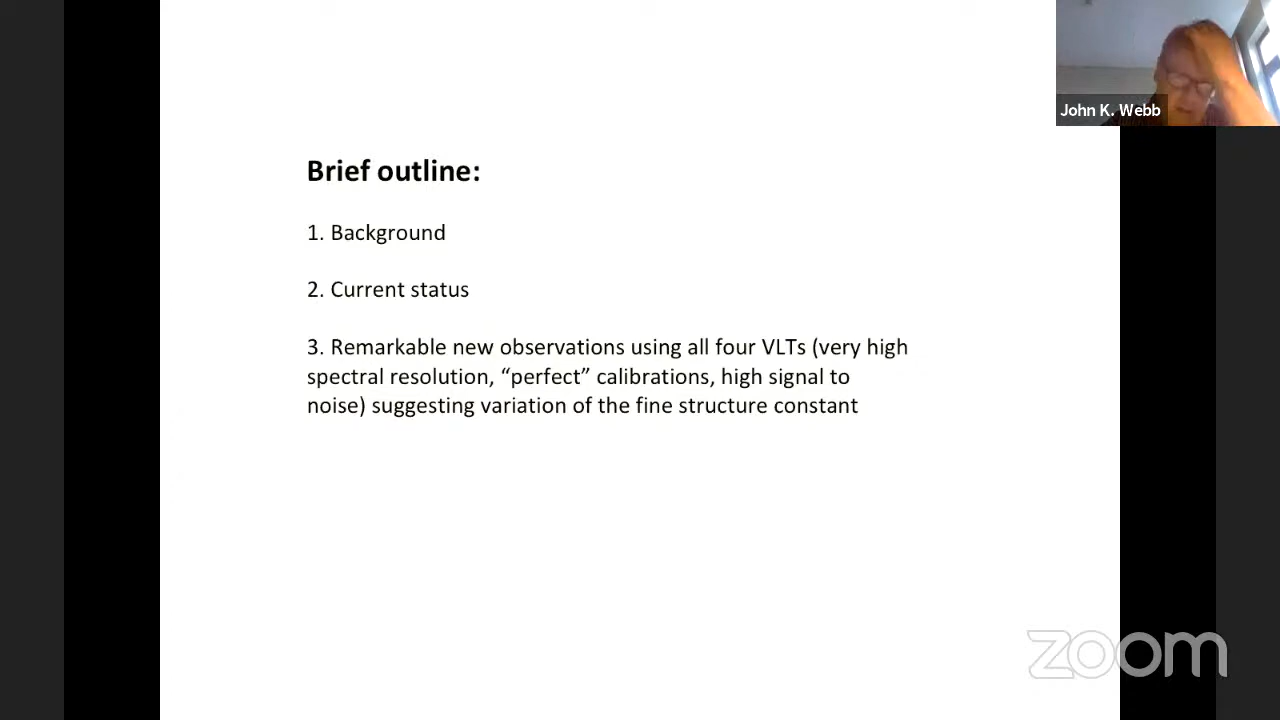 John K. Webb
Brief outline:
1. Background
2. Current status
3. Remarkable new observations using all four VLTs (very high
spectral resolution, “perfect” calibrations, high signal to
noise) suggesting variation of the fine structure constant
zoom